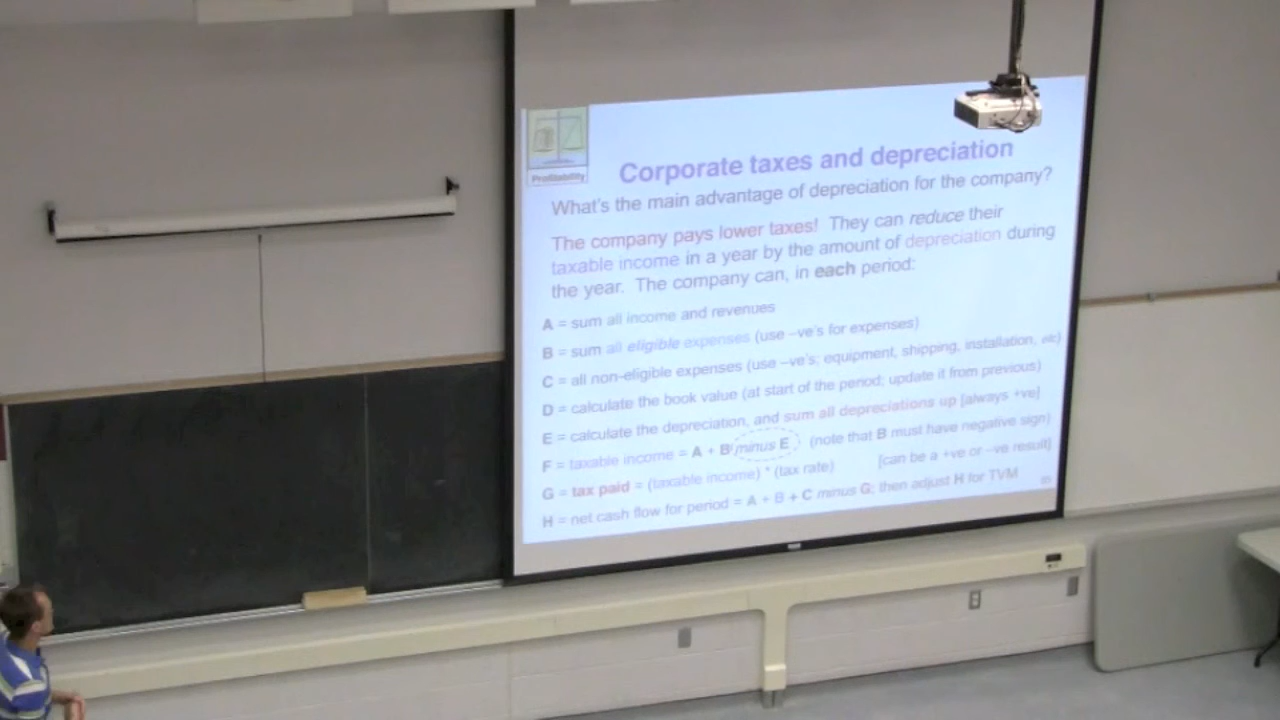 Profitability
Corporate taxes and depreciation
What's the main advantage of depreciation for the company?
The company pays lower taxes! They can reduce their
taxable income in a year by the amount of depreciation during
the year. The company can, in each period:
A = sum all income and revenues
B = sum all eligible expenses (use –ve's for expenses)
C = all non-eligible expenses (use –ve's; equipment, shipping, installation, etc)
D = calculate the book value (at start of the period; update it from previous)
E = calculate the depreciation, and sum all depreciations up [always +ve]
F = taxable income = A + B minus E (note that B must have negative sign)
G = tax paid = (taxable income) * (tax rate) [can be a +ve or –ve result]
H = net cash flow for period = A + B + C minus G; then adjust H for TVM